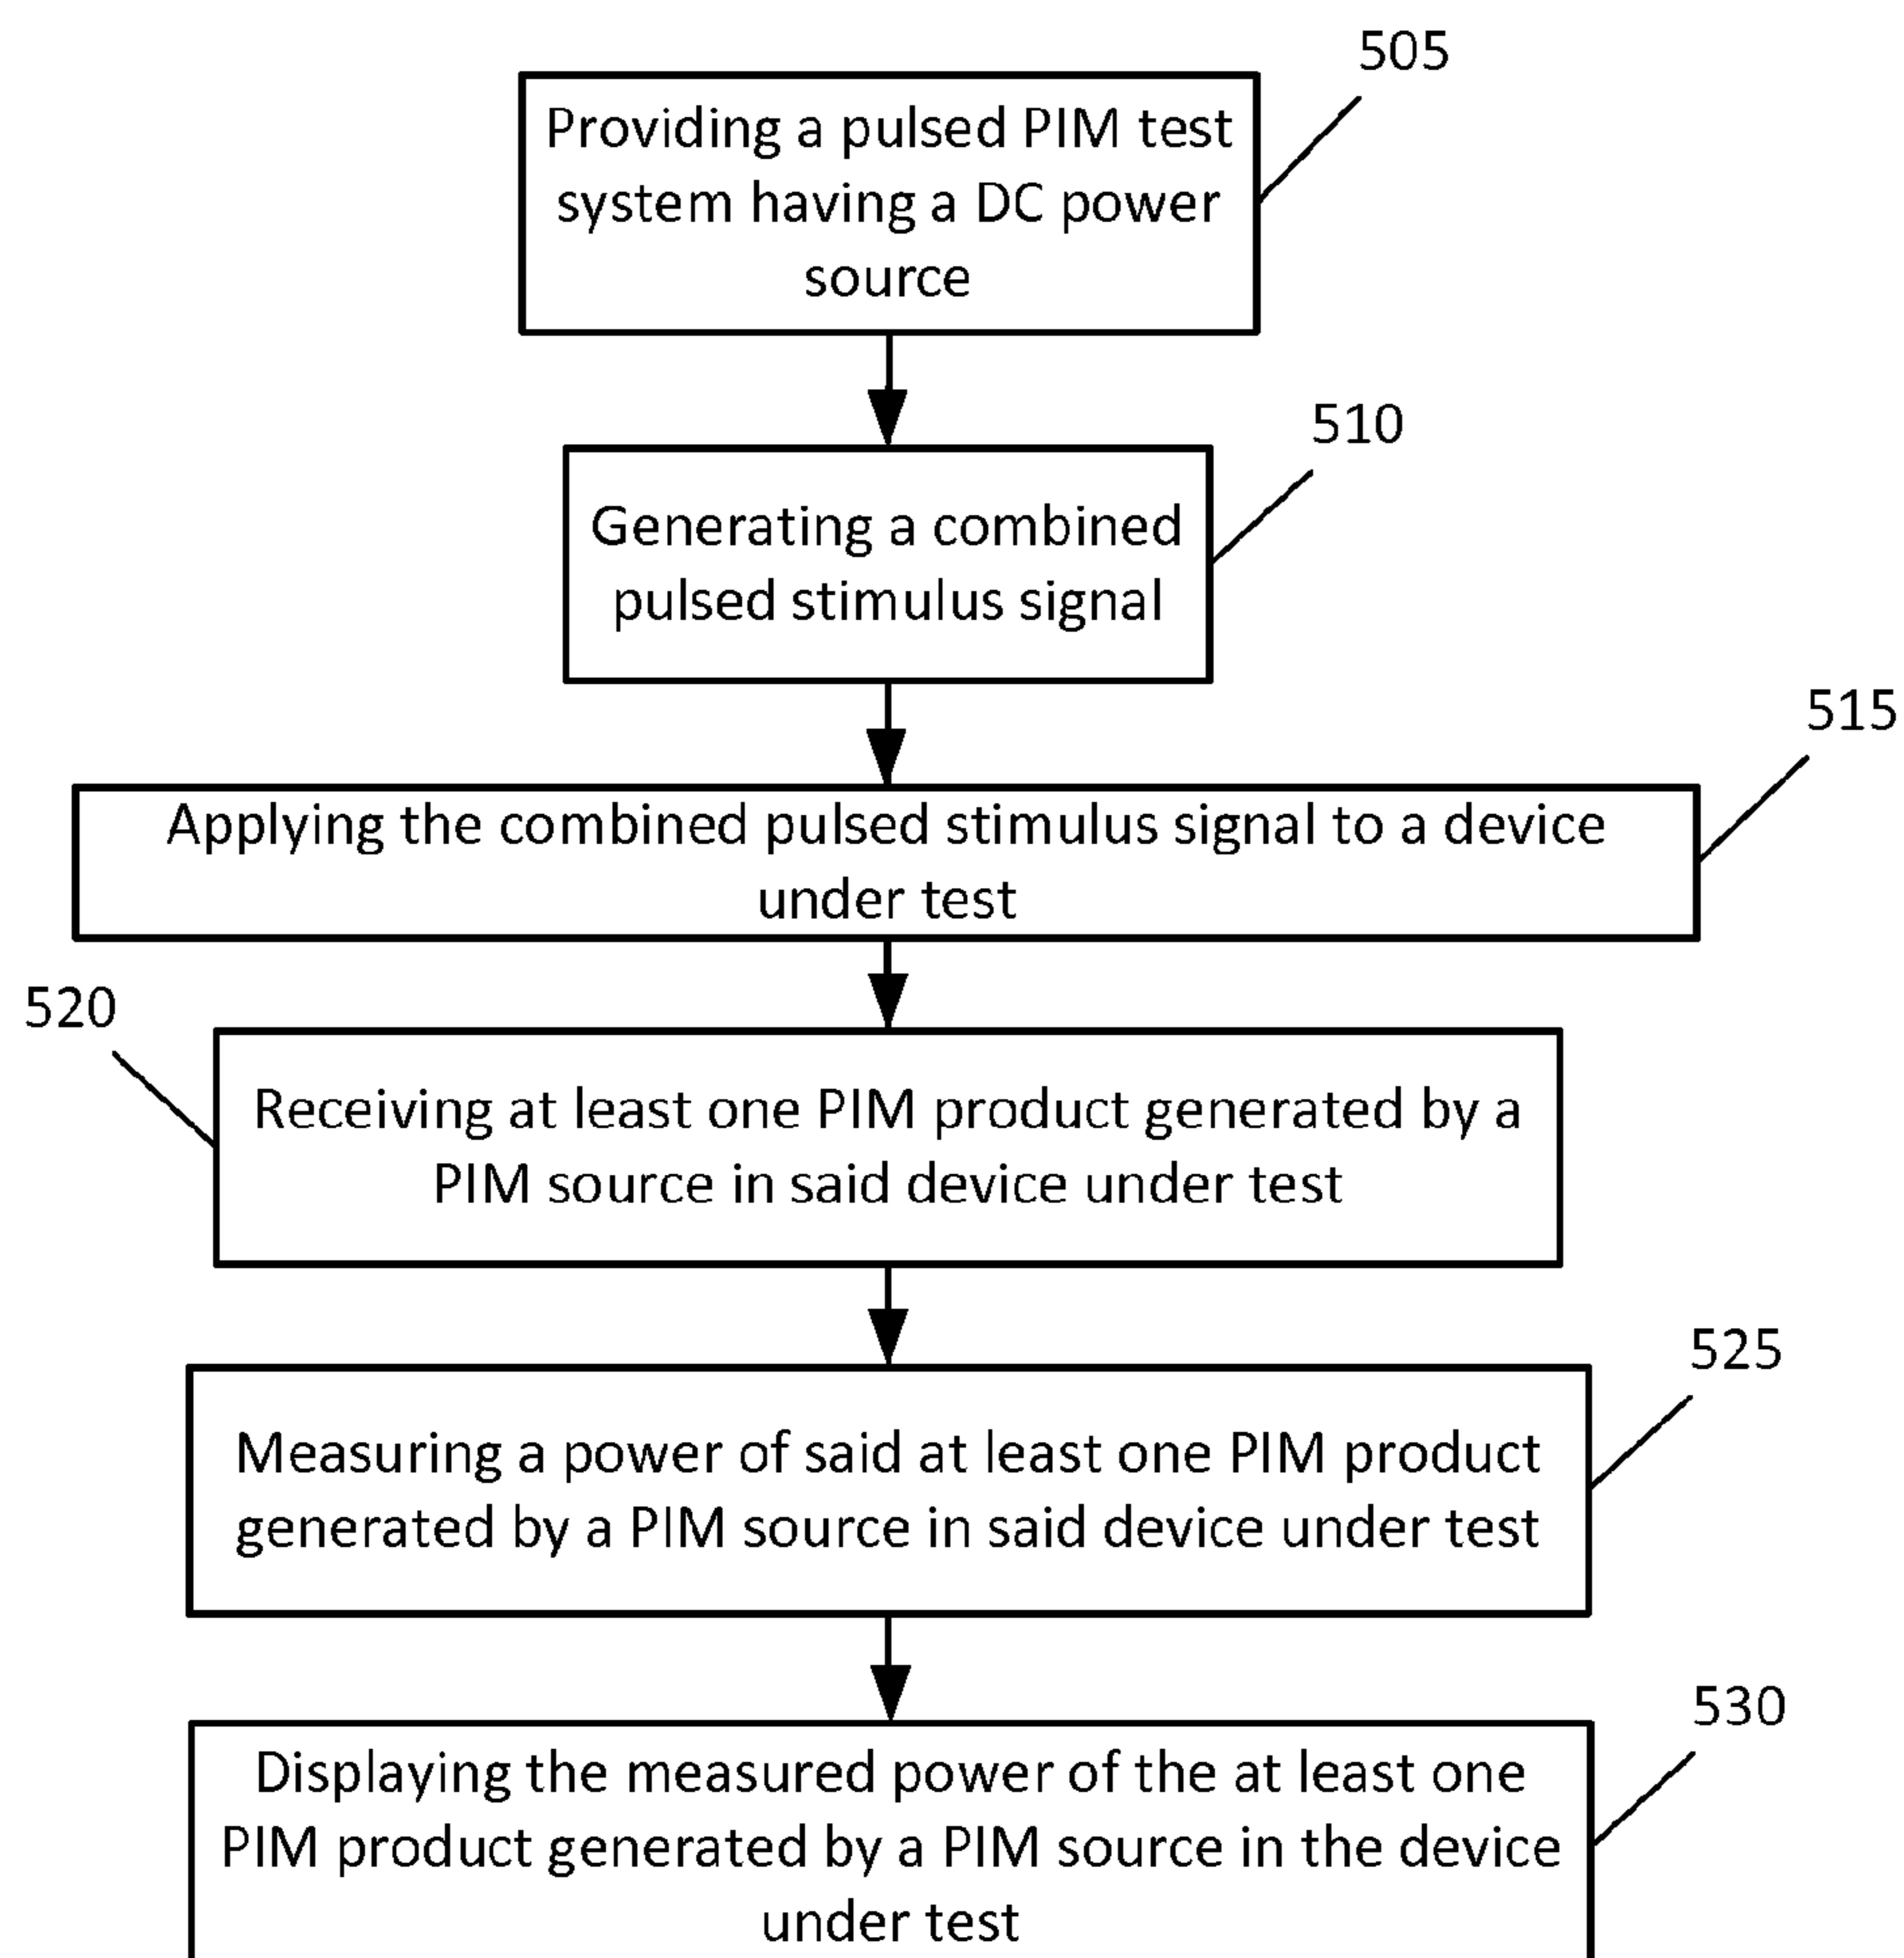 505
Providing a pulsed PIM test
system having a DC power
source
510
Generating a combined
pulsed stimulus signal
515
Applying the combined pulsed stimulus signal to a device
under test
520
Receiving at least one PIM product generated by a
PIM source in said device under test
525
Measuring a power of said at least one PIM product
generated by a PIM source in said device under test
530
Displaying the measured power of the at least one
PIM product generated by a PIM source in the device
under test